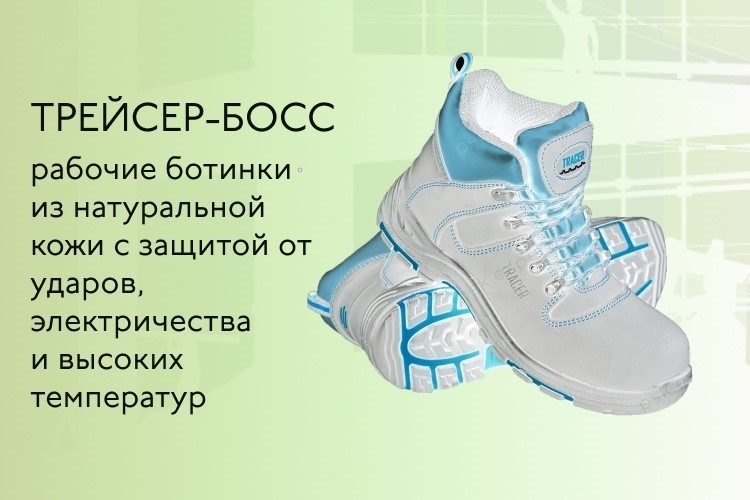 ТРЕЙСЕР-БОСС
рабочие ботинки
из натуральной
кожи с защитой от
ударов,
электричества
и высоких
температур
TRACER
TRACER